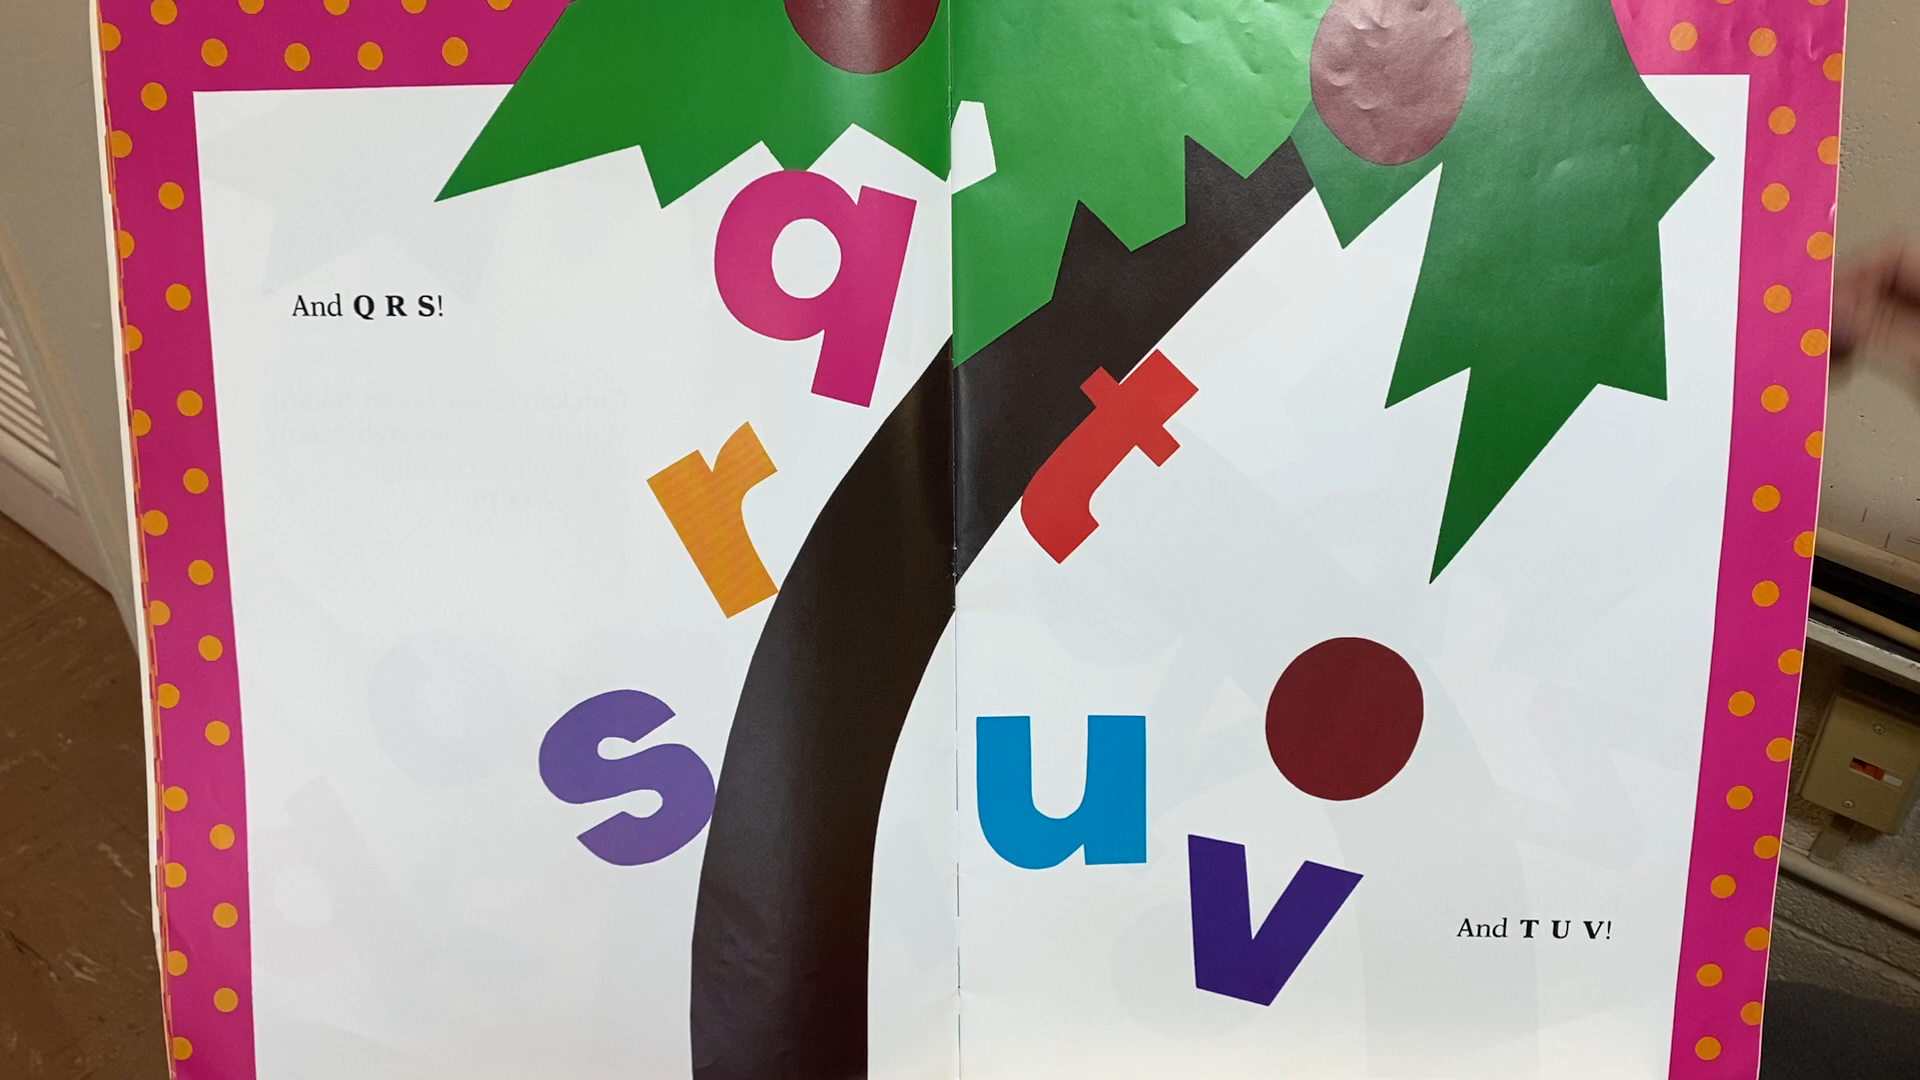 And Q R S!
q
r
s
t
u
v
And T U V!